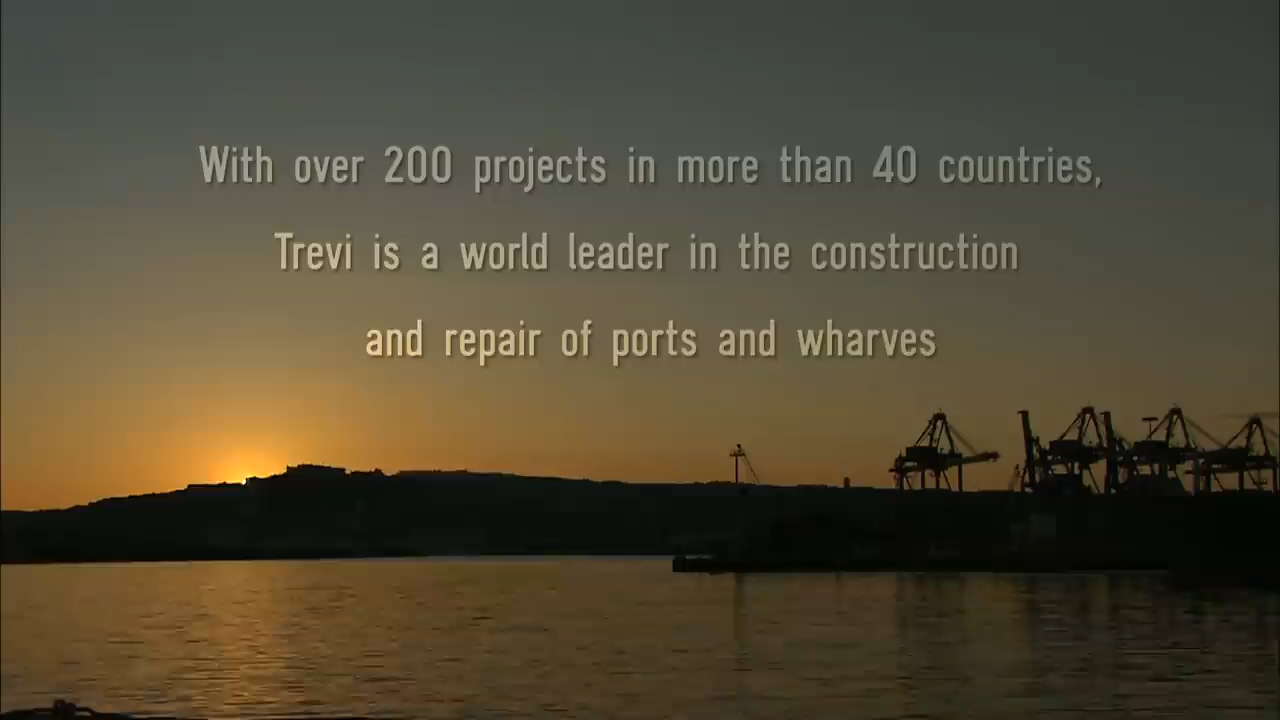 With over 200 projects in more than 40 countries,
Trevi is a world leader in the construction
and repair of ports and wharves